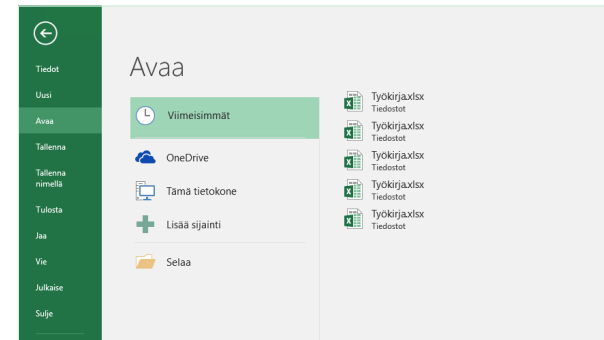 Tiedot
Uusi
Avaa
Tallenna
Tallenna
nimellä
Tulosta
Jaa
Vie
Julkaise
Sulje
Avaa
Viimeisimmät
OneDrive
Tämä tietokone
Lisää sijainti
Selaa
Työkirja.xlsx
Tiedostot
Työkirja.xlsx
Tiedostot
Työkirja.xlsx
Tiedostot
Työkirja.xlsx
Tiedostot
Työkirja.xlsx
Tiedostot